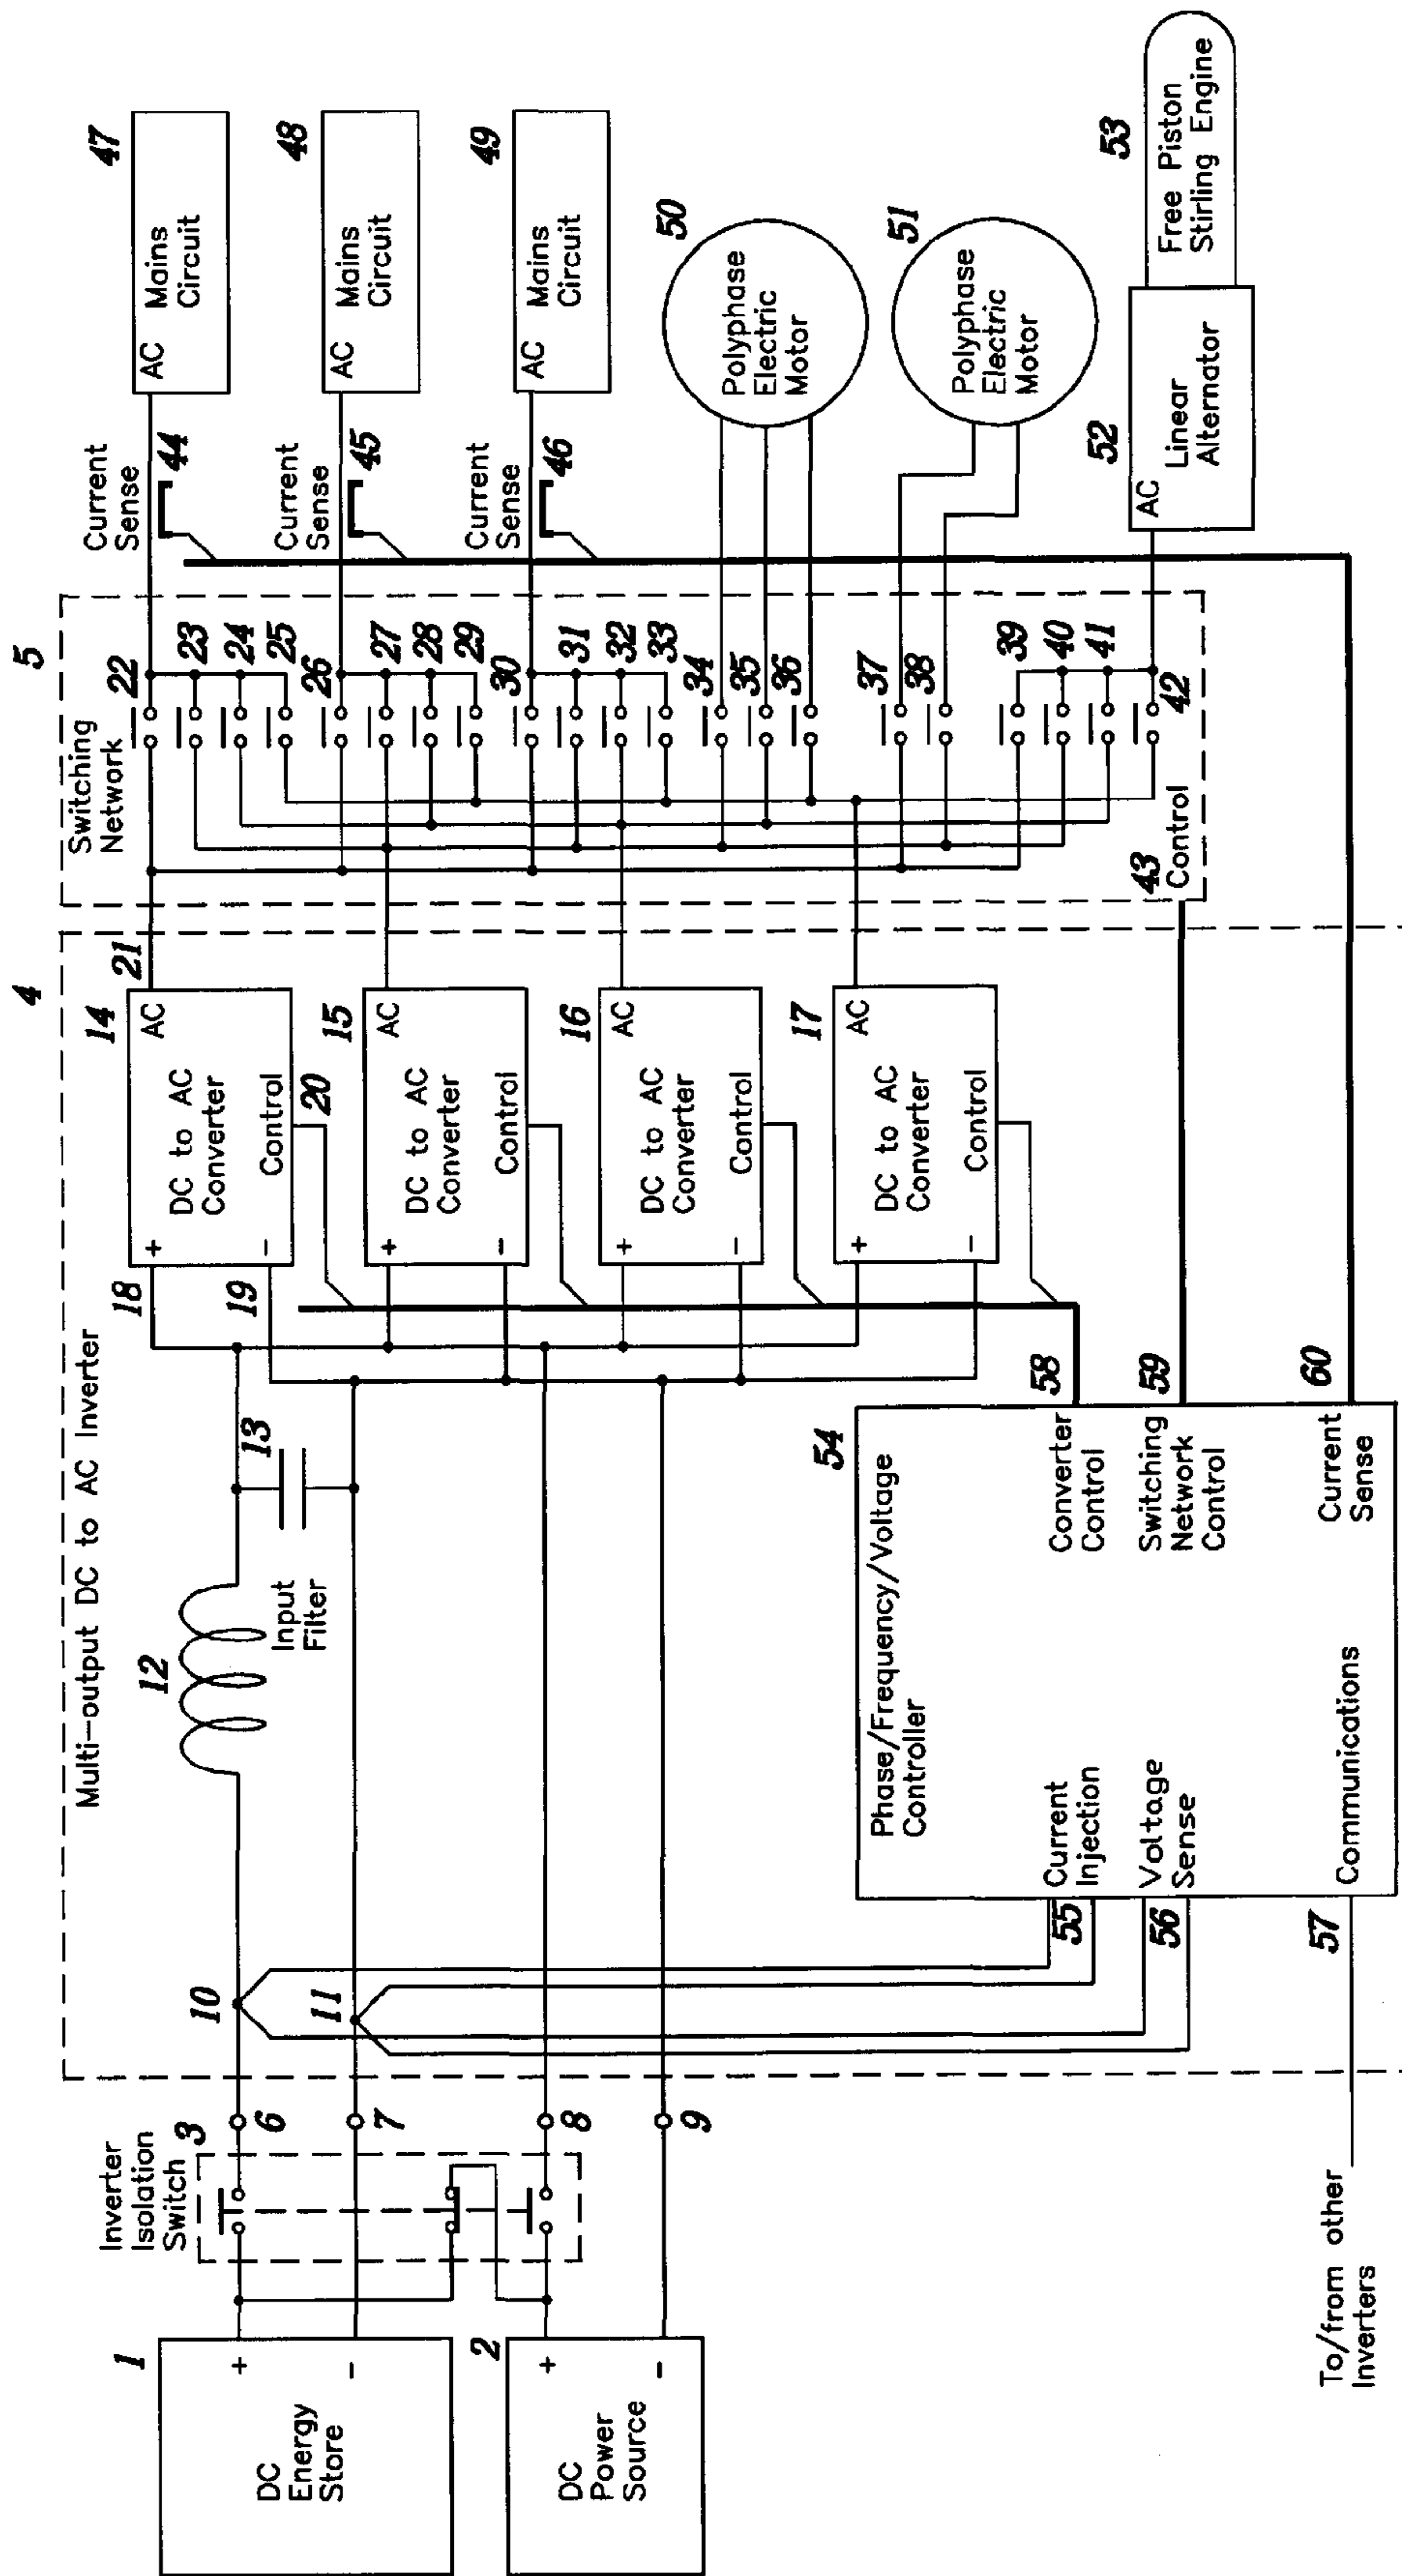 5
4
Switching
Network
Multi-output DC to AC Inverter
Inverter
Isolation
Switch
3
1
DC
Energy
Store
+
-
2
DC
Power
Source
+
-
6
7
8
9
10
11
12
Input
Filter
13
18
19
14
AC
DC to AC
Converter
+
-
Control
20
21
15
AC
DC to AC
Converter
+
-
Control
16
AC
DC to AC
Converter
+
-
Control
17
AC
DC to AC
Converter
+
-
Control
22
23
24
25
26
27
28
29
30
31
32
33
34
35
36
37
38
39
40
41
42
43
Control
Current
Sense
44
Current
Sense
45
Current
Sense
46
47
AC Mains
Circuit
48
AC Mains
Circuit
49
AC Mains
Circuit
50
Polyphase
Electric
Motor
51
Polyphase
Electric
Motor
52
AC
Linear
Alternator
53
Free Piston
Stirling Engine
54
Phase/Frequency/Voltage
Controller
55
Current
Injection
56
Voltage
Sense
57
Communications
58
Converter
Control
59
Switching
Network
Control
60
Current
Sense
To/from other
Inverters